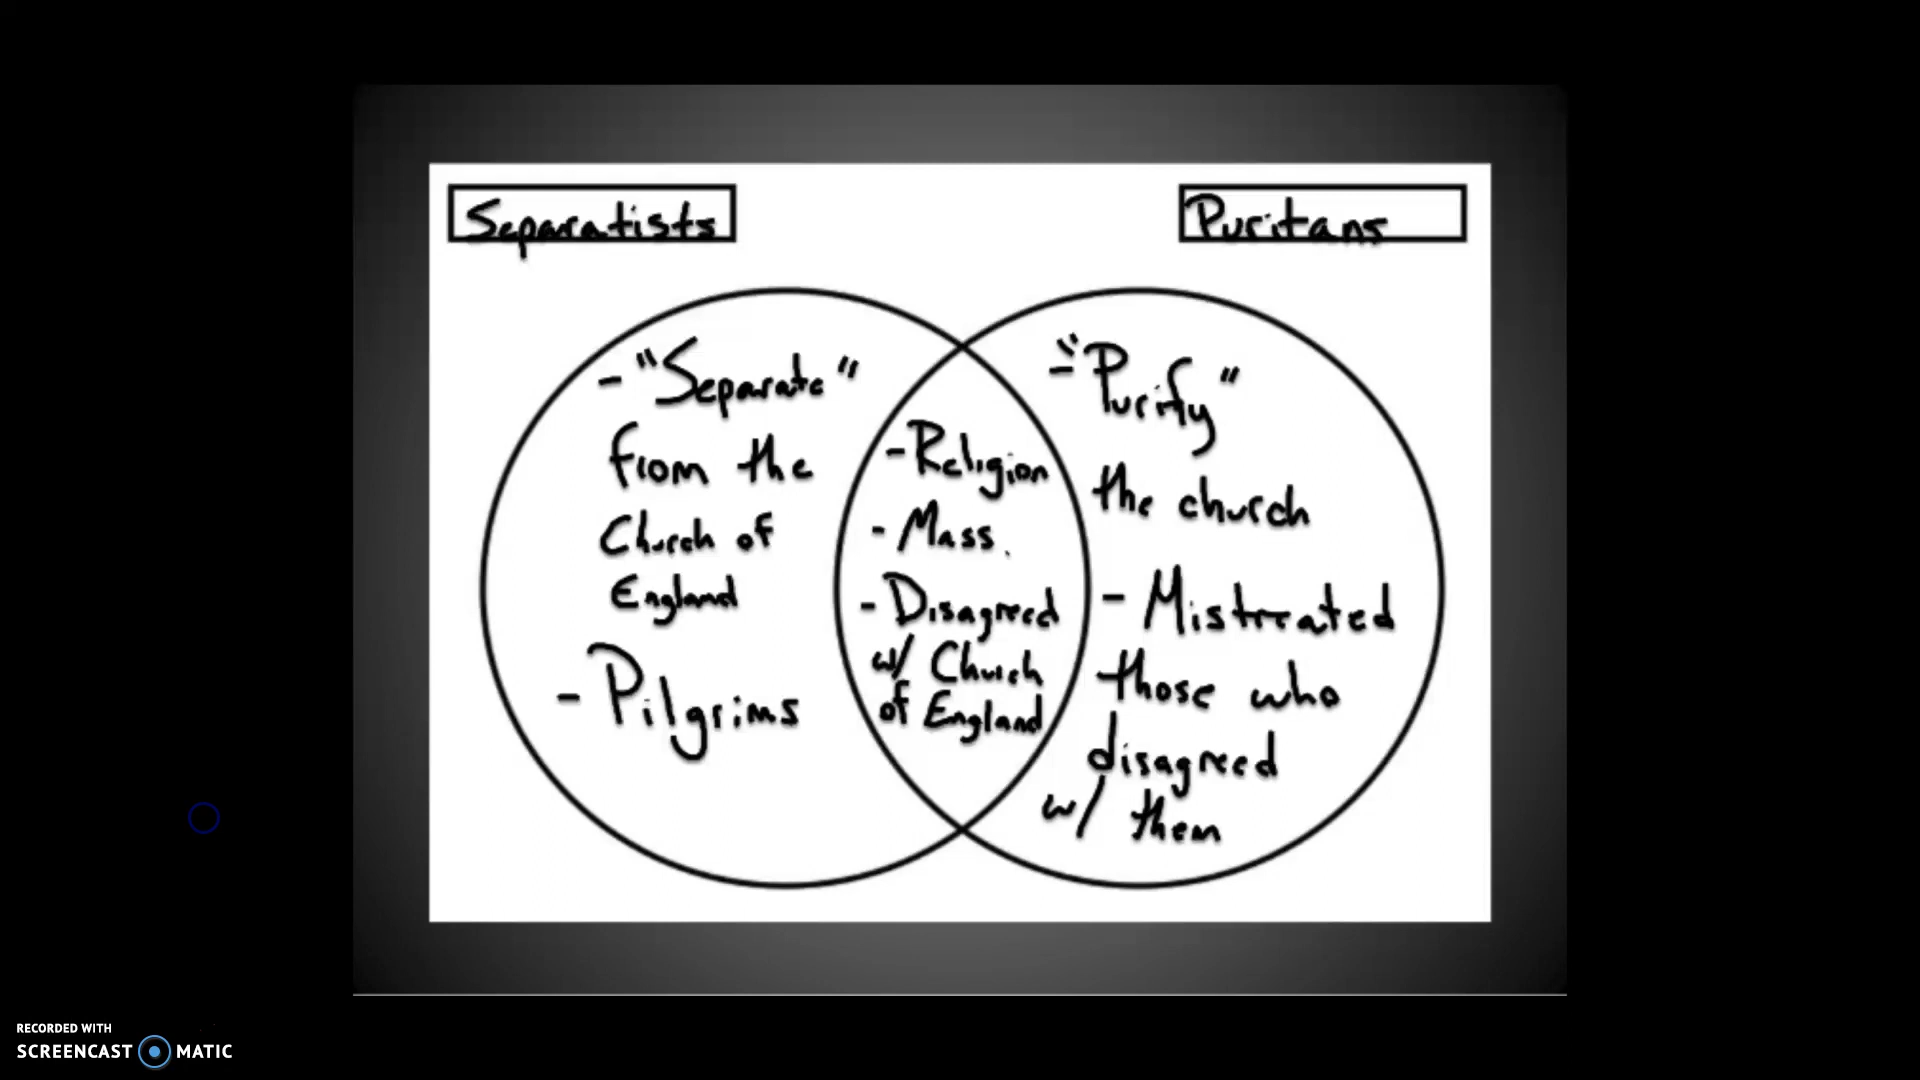 Separatists
Puritans
- "Separate"
from the
Church of
England
- Pilgrims
- Religion
- Mass.
- Disagreed
w/ Church
of England
- "Purify"
the church
- Mistreated
those who
disagreed
w/ them
RECORDED WITH
SCREENCAST MATIC